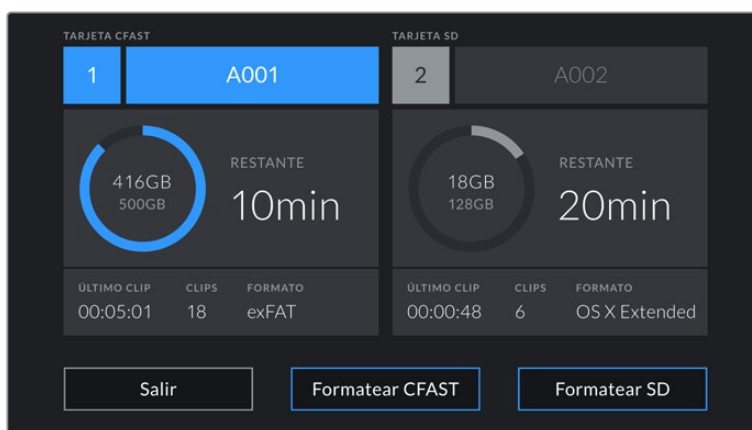 TARJETA CFAST
1
A001
416GB
500GB
RESTANTE
10min
ÚLTIMO CLIP
CLIPS
FORMATO
00:05:01
18
exFAT
TARJETA SD
2
A002
18GB
128GB
RESTANTE
20min
ÚLTIMO CLIP
CLIPS
FORMATO
00:00:48
6
OS X Extended
Salir
Formatear CFAST
Formatear SD